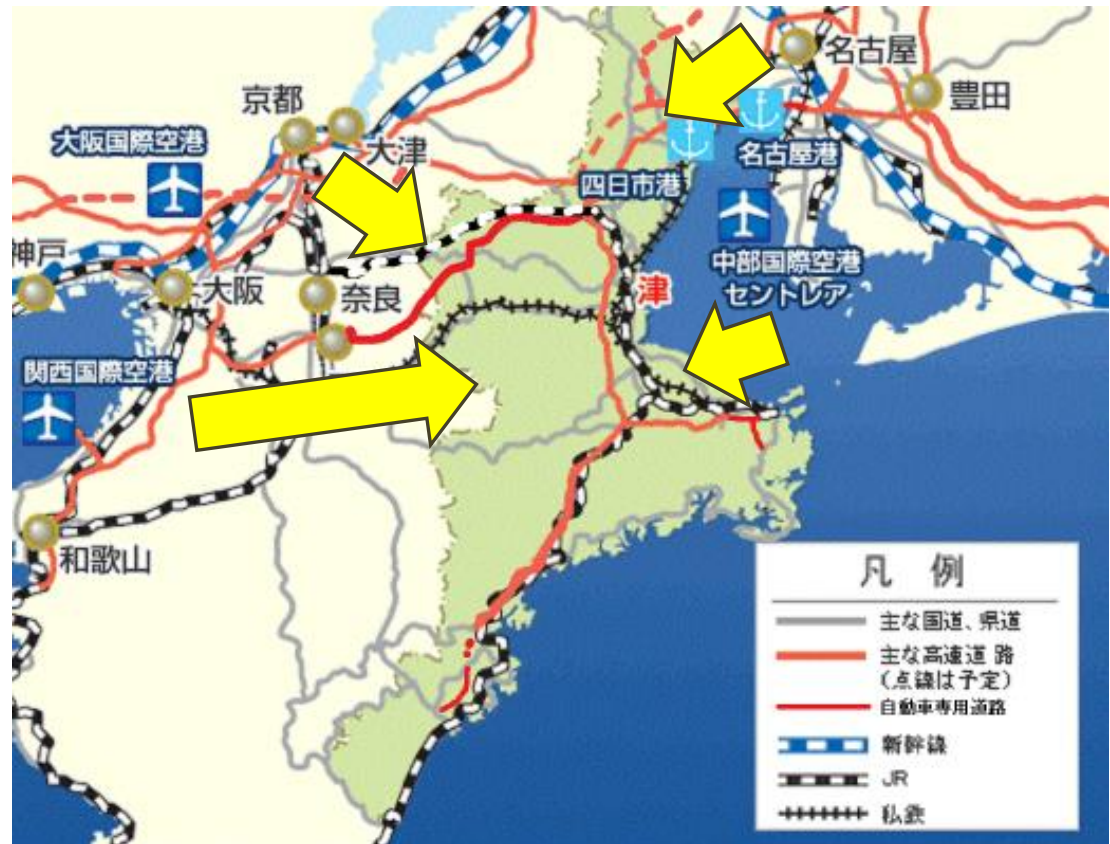 名古屋
豊田
京都
大津
大阪国際空港
四日市港
名古屋港
神戸
大阪
奈良
津
中部国際空港
セントレア
関西国際空港
和歌山
凡 例
主な国道、県道
主な高速道路
(点線は予定)
自動車専用道路
新幹線
JR
私鉄